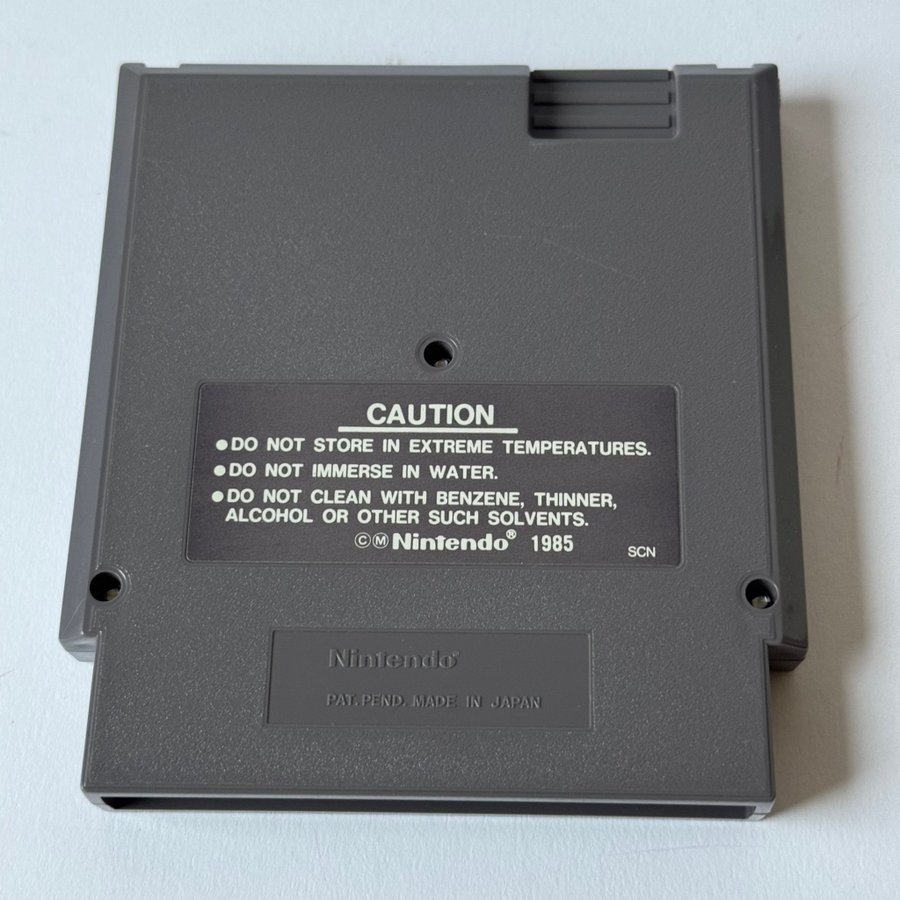 CAUTION
●DO NOT STORE IN EXTREME TEMPERATURES.
●DO NOT IMMERSE IN WATER.
●DO NOT CLEAN WITH BENZENE, THINNER,
ALCOHOL OR OTHER SUCH SOLVENTS.
ⒸⓂNintendo® 1985 SCN
Nintendo®
PAT. PEND. MADE IN JAPAN